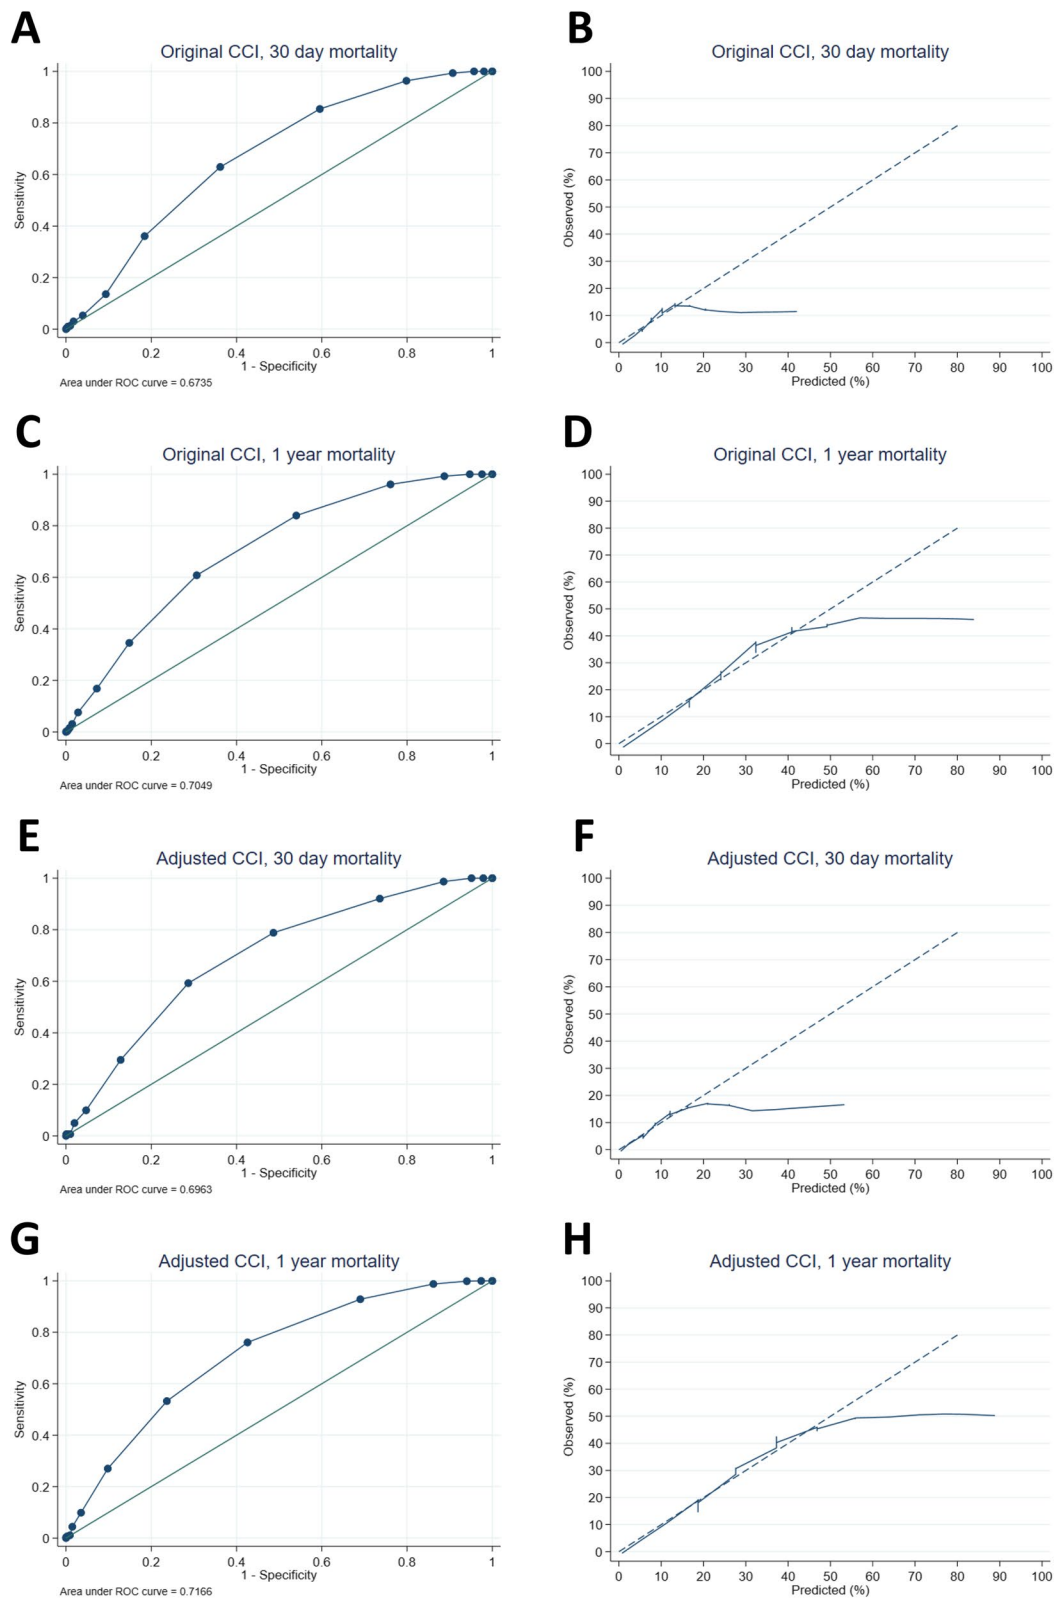 A
Original CCI, 30 day mortality
1
0.8
0.6
0.4
0.2
0
Sensitivity
0 0.2 0.4 0.6 0.8 1
1 - Specificity
Area under ROC curve = 0.6735
B
Original CCI, 30 day mortality
100
90
80
70
60
50
40
30
20
10
0
Observed (%)
0 10 20 30 40 50 60 70 80 90 100
Predicted (%)
C
Original CCI, 1 year mortality
1
0.8
0.6
0.4
0.2
0
Sensitivity
0 0.2 0.4 0.6 0.8 1
1 - Specificity
Area under ROC curve = 0.7049
D
Original CCI, 1 year mortality
100
90
80
70
60
50
40
30
20
10
0
Observed (%)
0 10 20 30 40 50 60 70 80 90 100
Predicted (%)
E
Adjusted CCI, 30 day mortality
1
0.8
0.6
0.4
0.2
0
Sensitivity
0 0.2 0.4 0.6 0.8 1
1 - Specificity
Area under ROC curve = 0.6963
F
Adjusted CCI, 30 day mortality
100
90
80
70
60
50
40
30
20
10
0
Observed (%)
0 10 20 30 40 50 60 70 80 90 100
Predicted (%)
G
Adjusted CCI, 1 year mortality
1
0.8
0.6
0.4
0.2
0
Sensitivity
0 0.2 0.4 0.6 0.8 1
1 - Specificity
Area under ROC curve = 0.7166
H
Adjusted CCI, 1 year mortality
100
90
80
70
60
50
40
30
20
10
0
Observed (%)
0 10 20 30 40 50 60 70 80 90 100
Predicted (%)